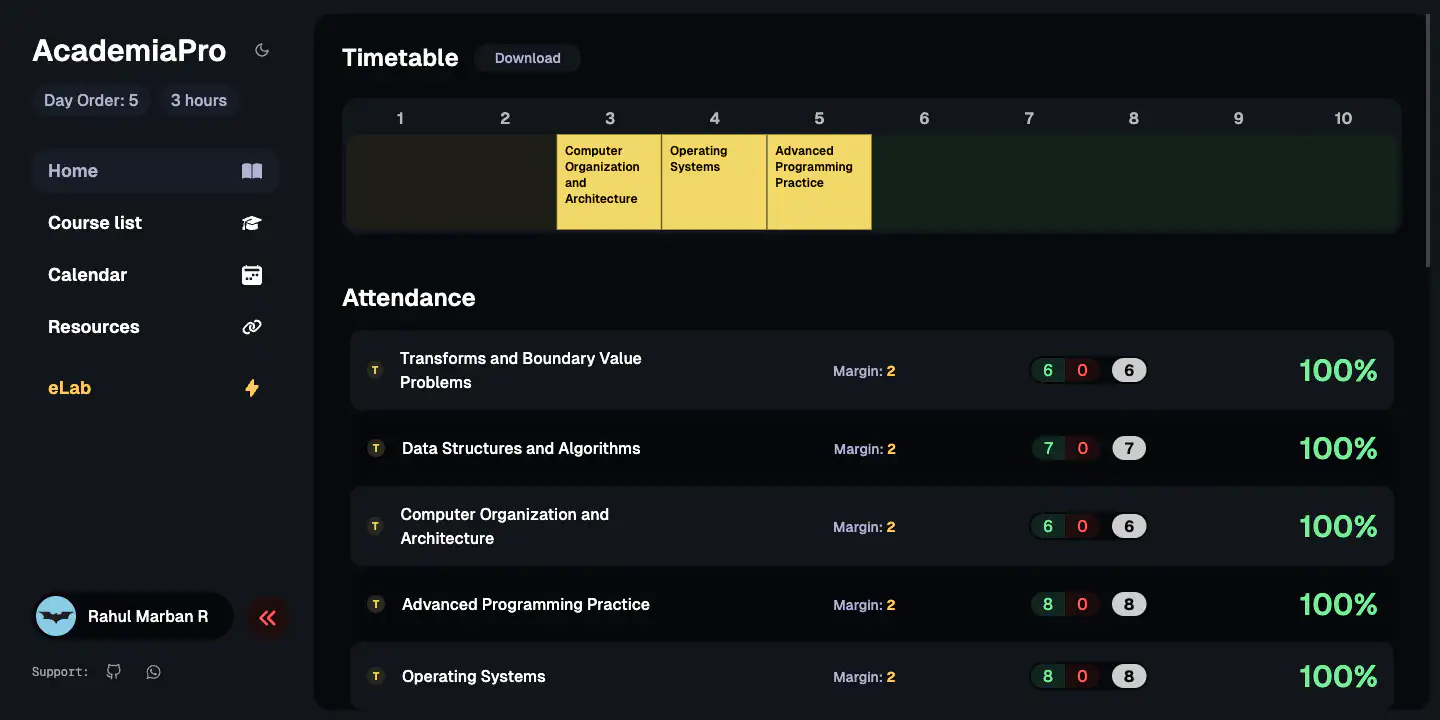 AcademiaPro
Day Order: 5
3 hours
Home
Course list
Calendar
Resources
eLab
Rahul Marban R
Support:
Timetable
Download
1 2 3 4 5 6 7 8 9 10
Computer
Organization
and
Architecture
Operating
Systems
Advanced
Programming
Practice
Attendance
T
Transforms and Boundary Value
Problems
Margin: 2
6 0 6
100%
T
Data Structures and Algorithms
Margin: 2
7 0 7
100%
T
Computer Organization and
Architecture
Margin: 2
6 0 6
100%
T
Advanced Programming Practice
Margin: 2
8 0 8
100%
T
Operating Systems
Margin: 2
8 0 8
100%